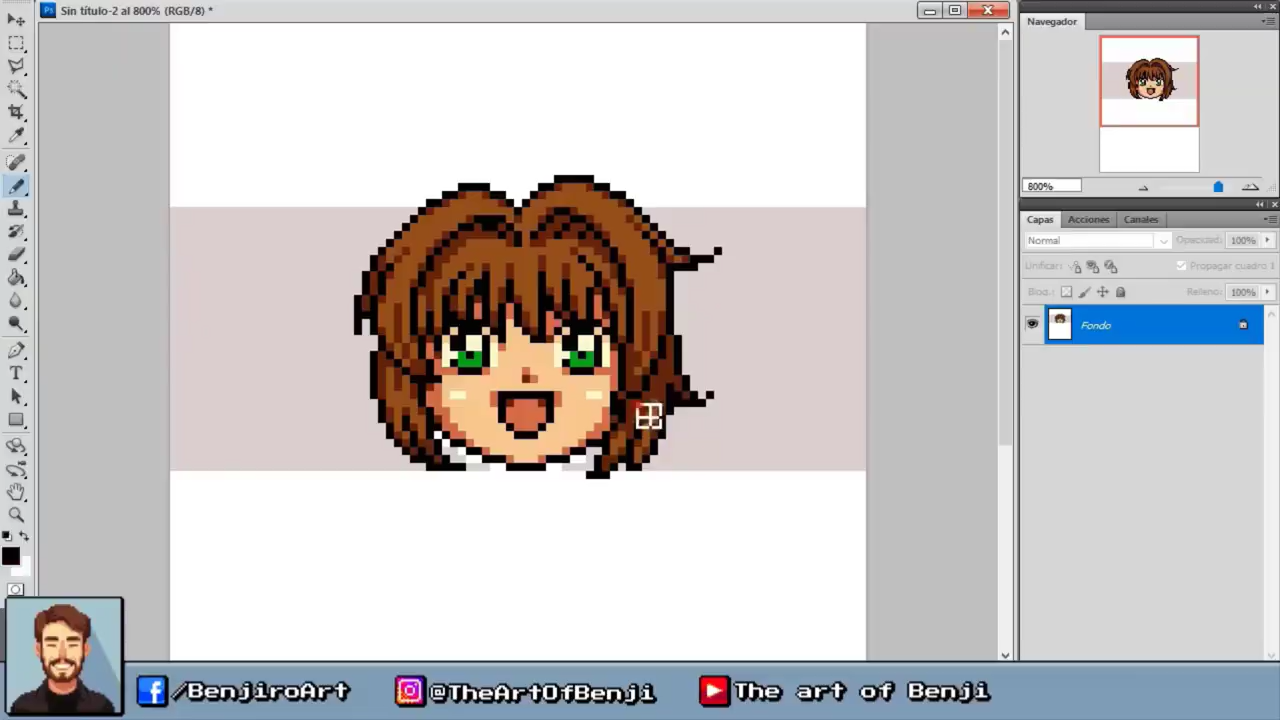 Sin título-2 al 800% (RGB/8) *
Navegador
800%
Capas
Acciones
Canales
Normal
Opacidad:
100%
Unificar:
Propagar cuadro 1
Bloq.:
Relleno:
100%
Fondo
/BenjiroArt
@TheArtOfBenji
The art of Benji